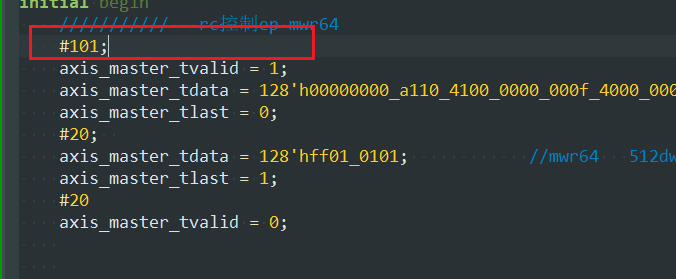 initial begin
/////////// rc控制ep-mwr64
#101;
axis_master_tvalid = 1;
axis_master_tdata = 128'h00000000_a110_4100_0000_000f_4000_000
axis_master_tlast = 0;
#20;
axis_master_tdata = 128'hff01_0101; //mwr64 512dw
axis_master_tlast = 1;
#20
axis_master_tvalid = 0;